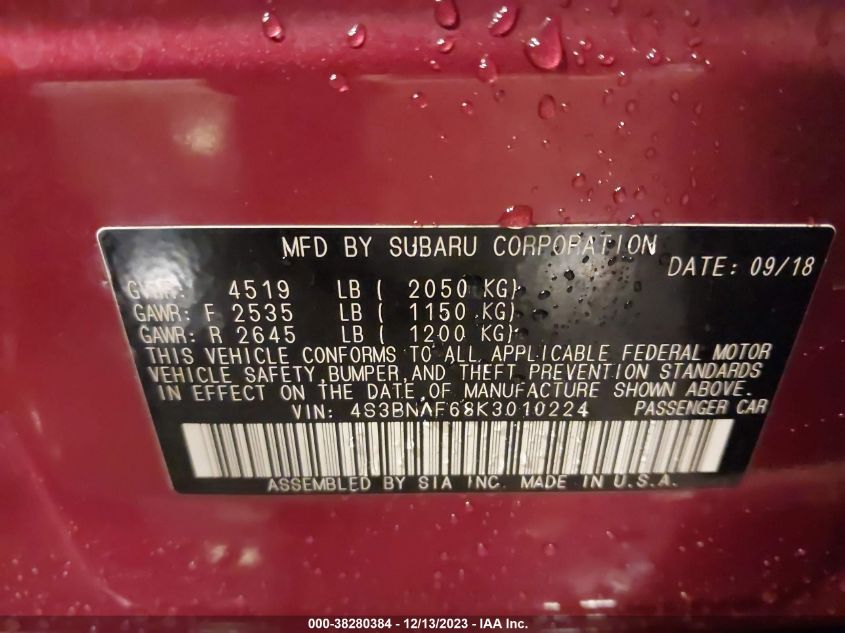 MFD BY SUBARU CORPORATION
DATE: 09/18
GVWR: 4519 LB ( 2050 KG)
GAWR: F 2535 LB ( 1150 KG)
GAWR: R 2645 LB ( 1200 KG)
THIS VEHICLE CONFORMS TO ALL APPLICABLE FEDERAL MOTOR
VEHICLE SAFETY,BUMPER,AND THEFT PREVENTION STANDARDS
IN EFFECT ON THE DATE OF MANUFACTURE SHOWN ABOVE.
VIN: 4S3BNAF68K3010224 PASSENGER CAR
ASSEMBLED BY SIA INC. MADE IN U.S.A.
000-38280384 - 12/13/2023 - IAA Inc.